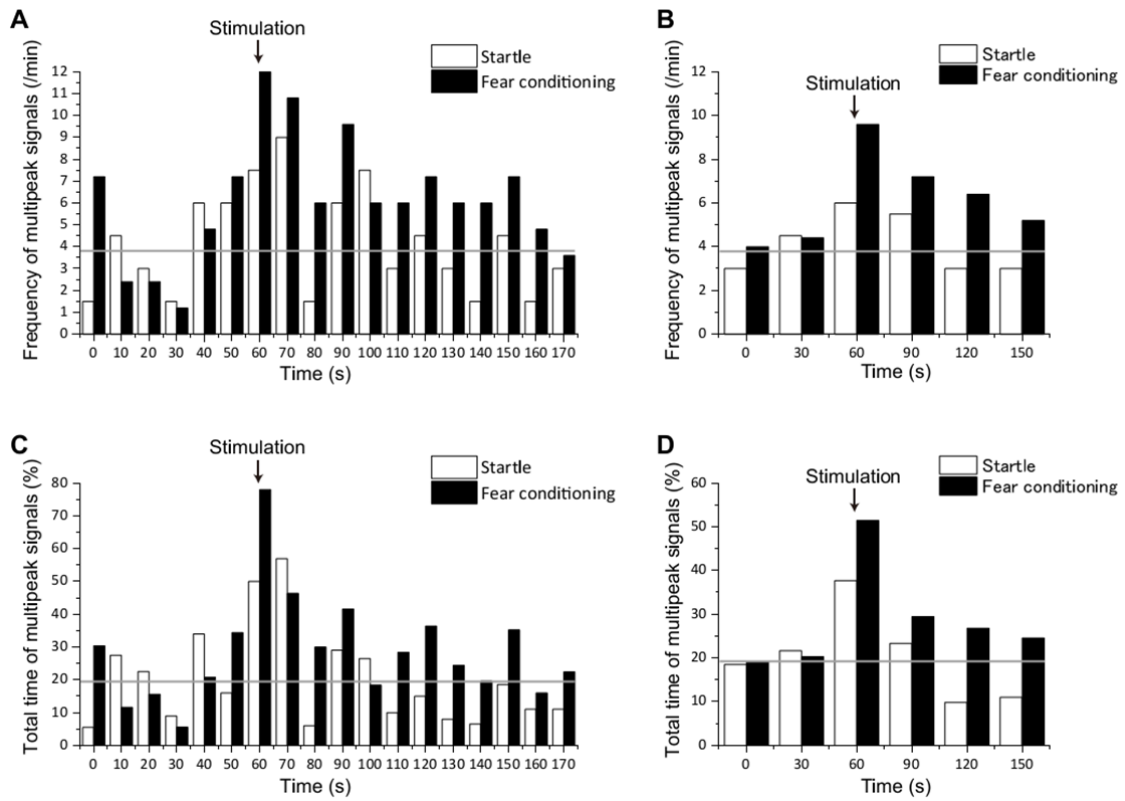 A
Stimulation
Startle
Fear conditioning
Frequency of multipeak signals (/min)
12
11
10
9
8
7
6
5
4
3
2
1
0
0 10 20 30 40 50 60 70 80 90 100 110 120 130 140 150 160 170
Time (s)
B
Stimulation
Startle
Fear conditioning
Frequency of multipeak signals (/min)
12
10
8
6
4
2
0
0 30 60 90 120 150
Time (s)
C
Stimulation
Startle
Fear conditioning
Total time of multipeak signals (%)
80
70
60
50
40
30
20
10
0
0 10 20 30 40 50 60 70 80 90 100 110 120 130 140 150 160 170
Time (s)
D
Stimulation
Startle
Fear conditioning
Total time of multipeak signals (%)
60
50
40
30
20
10
0
0 30 60 90 120 150
Time (s)